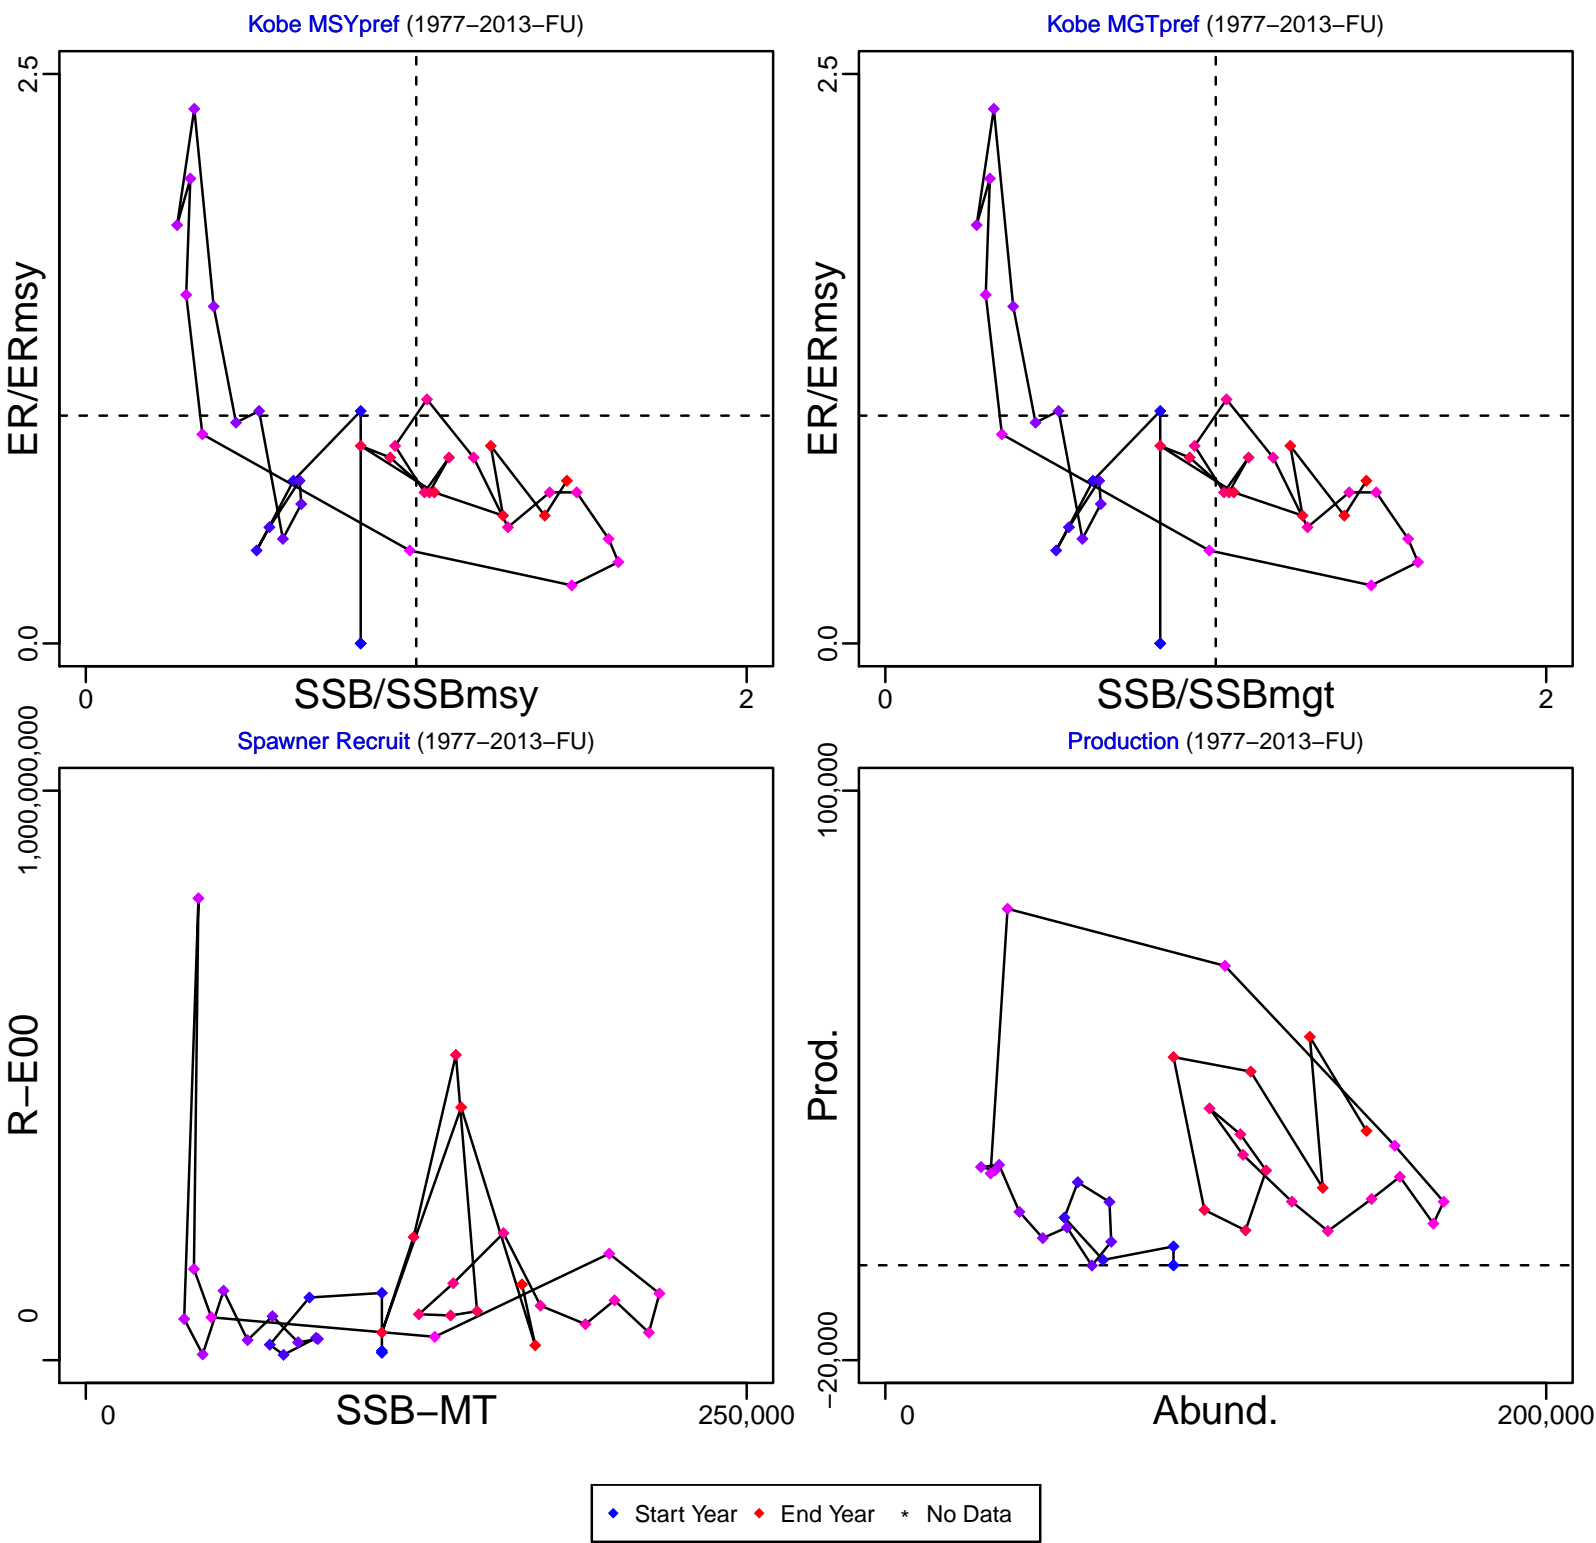 Kobe MSYpref (1977−2013−FU)
2.5
ER/ERmsy
0.0
0
SSB/SSBmsy
2
Kobe MGTpref (1977−2013−FU)
2.5
ER/ERmsy
0.0
0
SSB/SSBmgt
2
Spawner Recruit (1977−2013−FU)
1,000,000,000
R−E00
0
0
SSB−MT
250,000
Production (1977−2013−FU)
100,000
Prod.
−20,000
0
Abund.
200,000
Start Year End Year * No Data